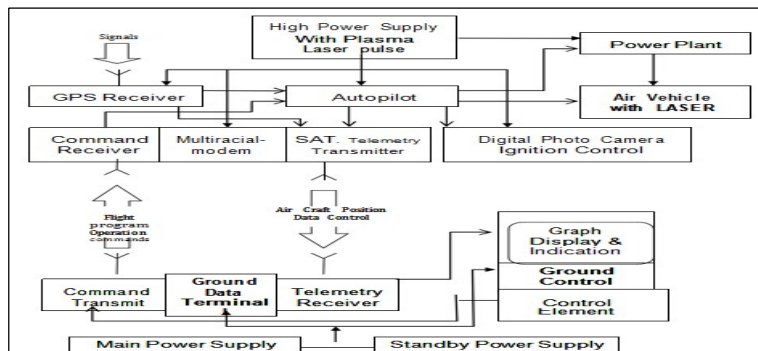 Signals
High Power Supply
With Plasma
Laser pulse
Power Plant
GPS Receiver
Autopilot
Air Vehicle
with LASER
Command
Receiver
Multiracial-
modem
SAT. Telemetry
Transmitter
Digital Photo Camera
Ignition Control
Flight
program
Operation
commands
Air Craft Position
Data Control
Graph
Display &
Indication
Ground
Control
Control
Element
Command
Transmit
Ground
Data
Terminal
Telemetry
Receiver
Main Power Supply
Standby Power Supply